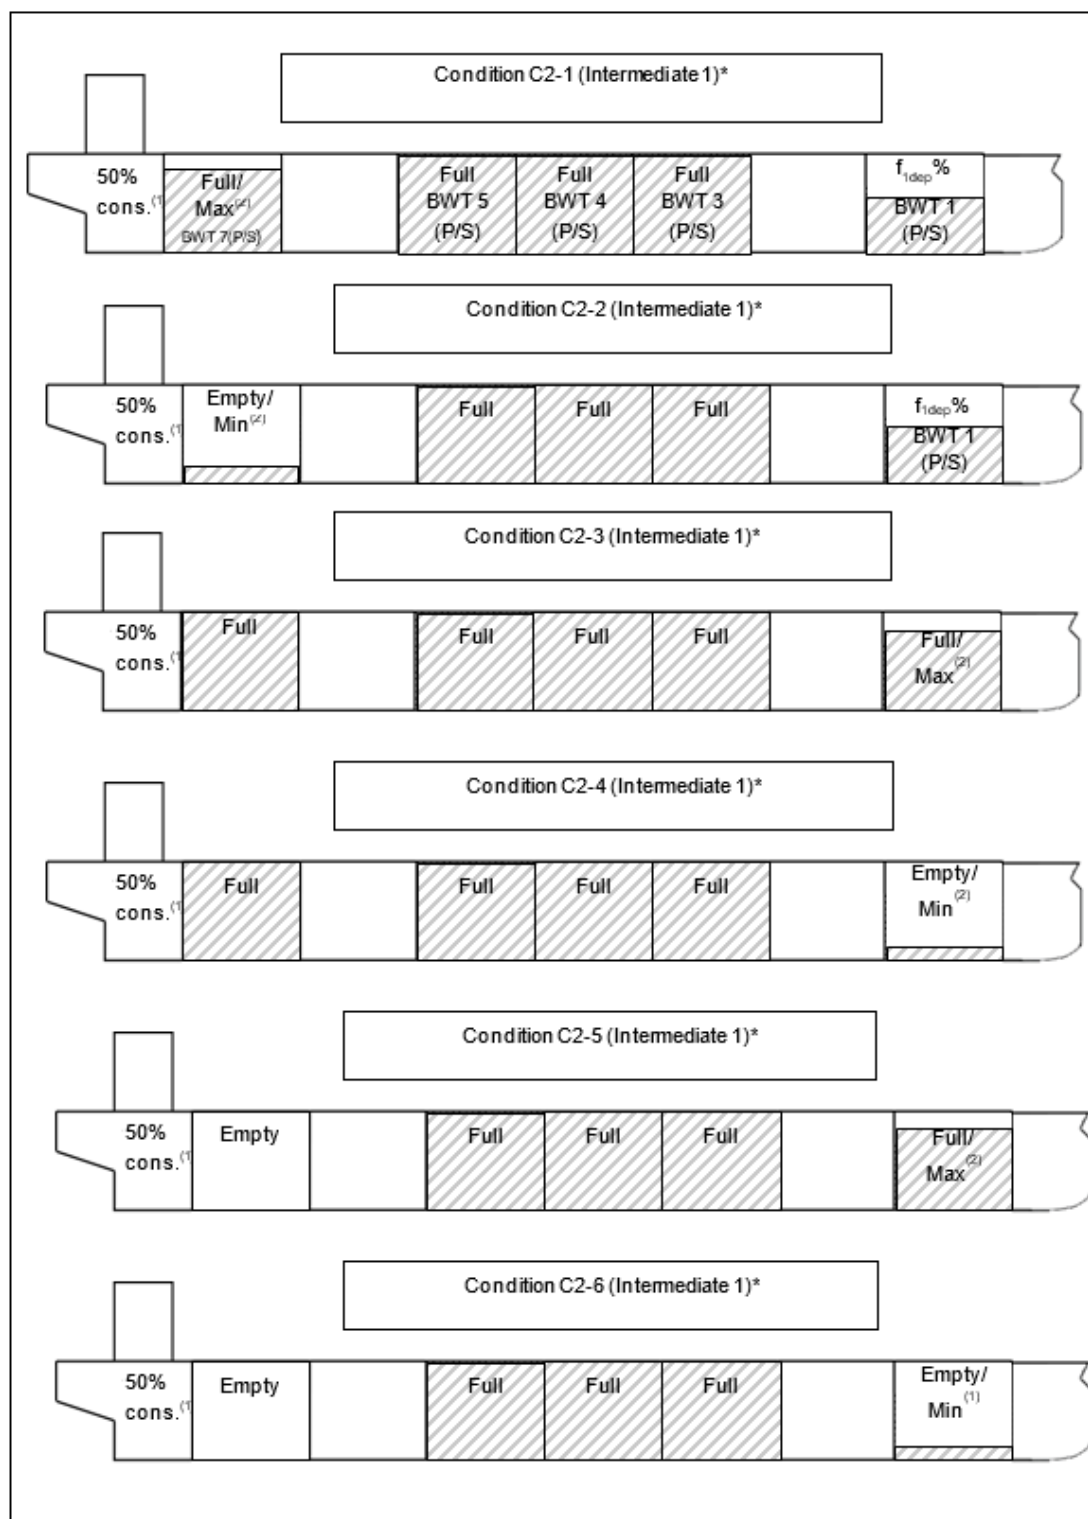 Condition C2-1 (Intermediate 1)*
50%
cons.(1
Full/
Max(2)
BWT 7(P/S)
Full
BWT 5
(P/S)
Full
BWT 4
(P/S)
Full
BWT 3
(P/S)
f1dep%
BWT 1
(P/S)
Condition C2-2 (Intermediate 1)*
50%
cons.(1
Empty/
Min(2)
Full
Full
Full
f1dep%
BWT 1
(P/S)
Condition C2-3 (Intermediate 1)*
50%
cons.(1
Full
Full
Full
Full
Full/
Max(2)
Condition C2-4 (Intermediate 1)*
50%
cons.(1
Full
Full
Full
Full
Empty/
Min(2)
Condition C2-5 (Intermediate 1)*
50%
cons.(1
Empty
Full
Full
Full
Full/
Max(2)
Condition C2-6 (Intermediate 1)*
50%
cons.(1
Empty
Full
Full
Full
Empty/
Min(1)